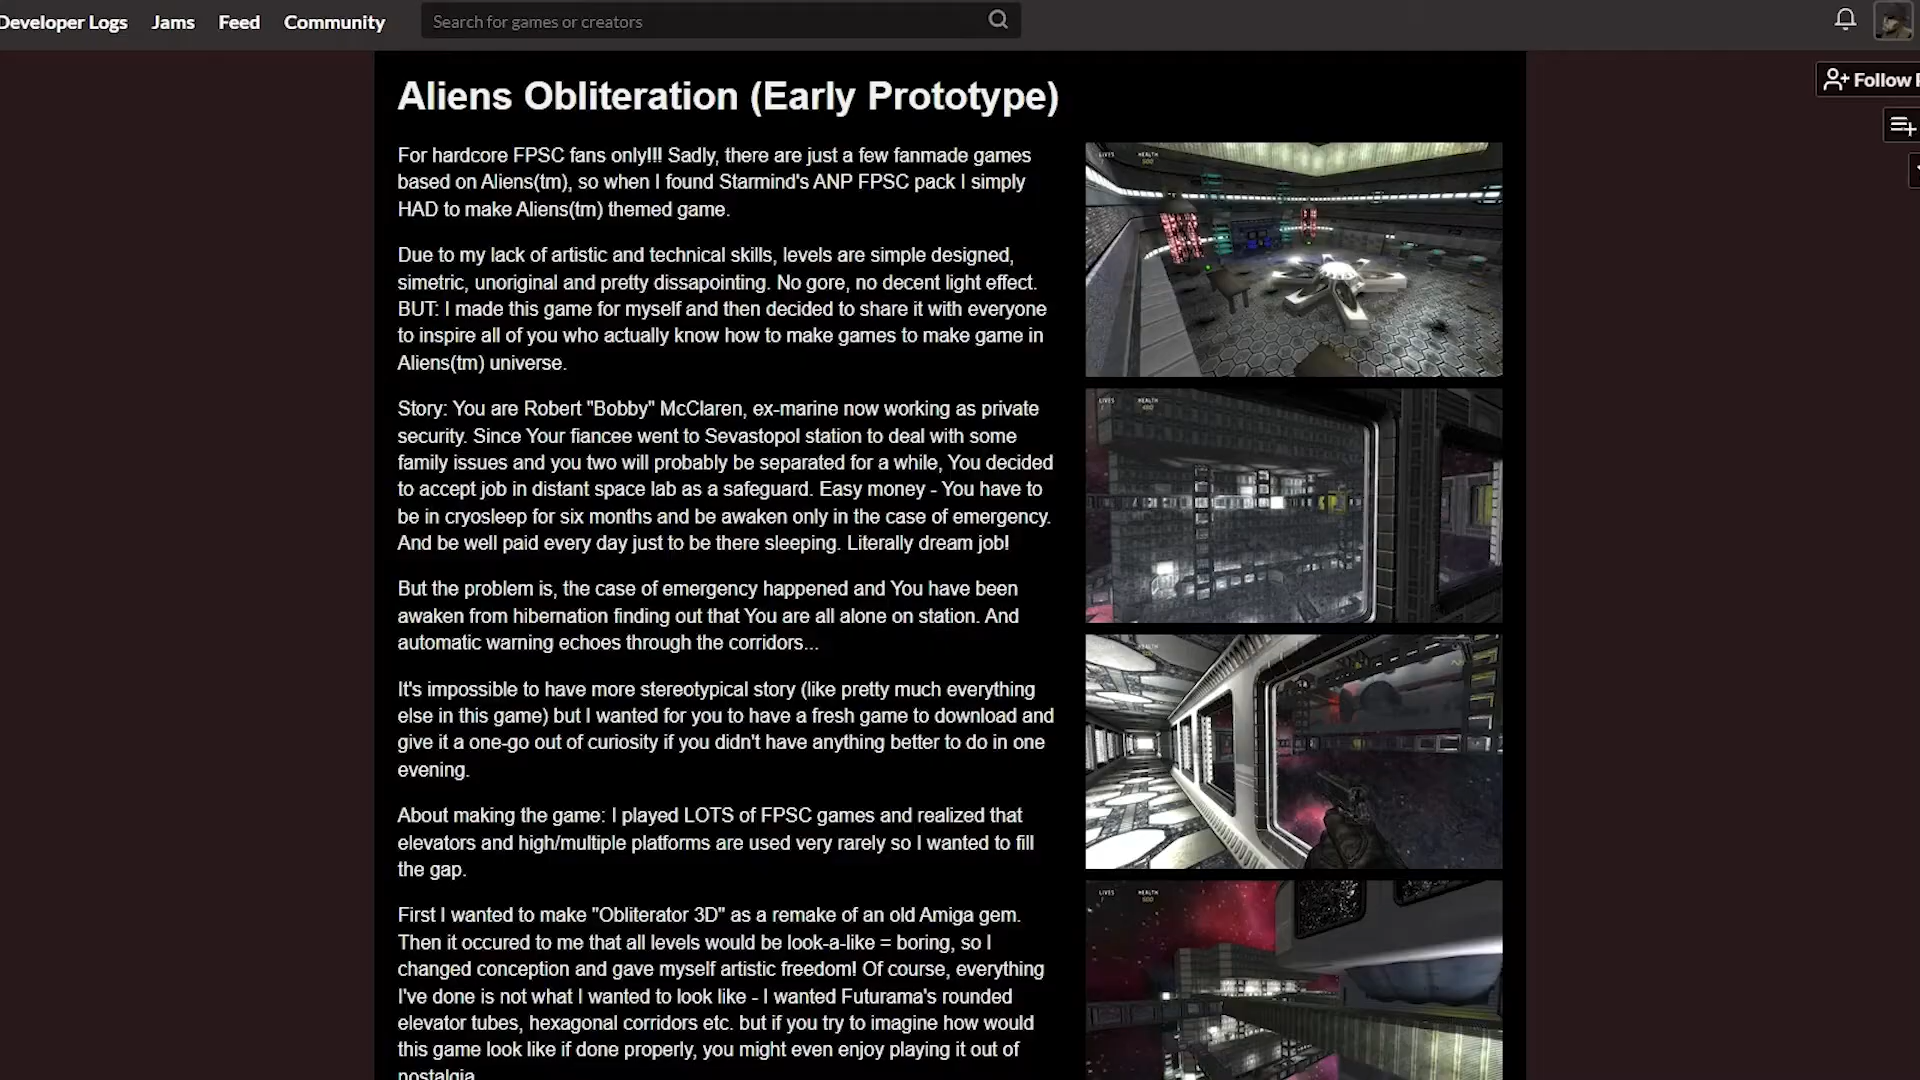 Developer Logs
Jams
Feed
Community
Search for games or creators
Follow
Aliens Obliteration (Early Prototype)
For hardcore FPSC fans only!!! Sadly, there are just a few fanmade games
based on Aliens(tm), so when I found Starmind's ANP FPSC pack I simply
HAD to make Aliens(tm) themed game.
Due to my lack of artistic and technical skills, levels are simple designed,
simetric, unoriginal and pretty dissapointing. No gore, no decent light effect.
BUT: I made this game for myself and then decided to share it with everyone
to inspire all of you who actually know how to make games to make game in
Aliens(tm) universe.
Story: You are Robert "Bobby" McClaren, ex-marine now working as private
security. Since Your fiancee went to Sevastopol station to deal with some
family issues and you two will probably be separated for a while, You decided
to accept job in distant space lab as a safeguard. Easy money - You have to
be in cryosleep for six months and be awaken only in the case of emergency.
And be well paid every day just to be there sleeping. Literally dream job!
But the problem is, the case of emergency happened and You have been
awaken from hibernation finding out that You are all alone on station. And
automatic warning echoes through the corridors...
It's impossible to have more stereotypical story (like pretty much everything
else in this game) but I wanted for you to have a fresh game to download and
give it a one-go out of curiosity if you didn't have anything better to do in one
evening.
About making the game: I played LOTS of FPSC games and realized that
elevators and high/multiple platforms are used very rarely so I wanted to fill
the gap.
First I wanted to make "Obliterator 3D" as a remake of an old Amiga gem.
Then it occured to me that all levels would be look-a-like = boring, so I
changed conception and gave myself artistic freedom! Of course, everything
I've done is not what I wanted to look like - I wanted Futurama's rounded
elevator tubes, hexagonal corridors etc. but if you try to imagine how would
this game look like if done properly, you might even enjoy playing it out of
nostalgia
LIVES HEALTH
LIVES HEALTH
LIVES HEALTH
LIVES HEALTH